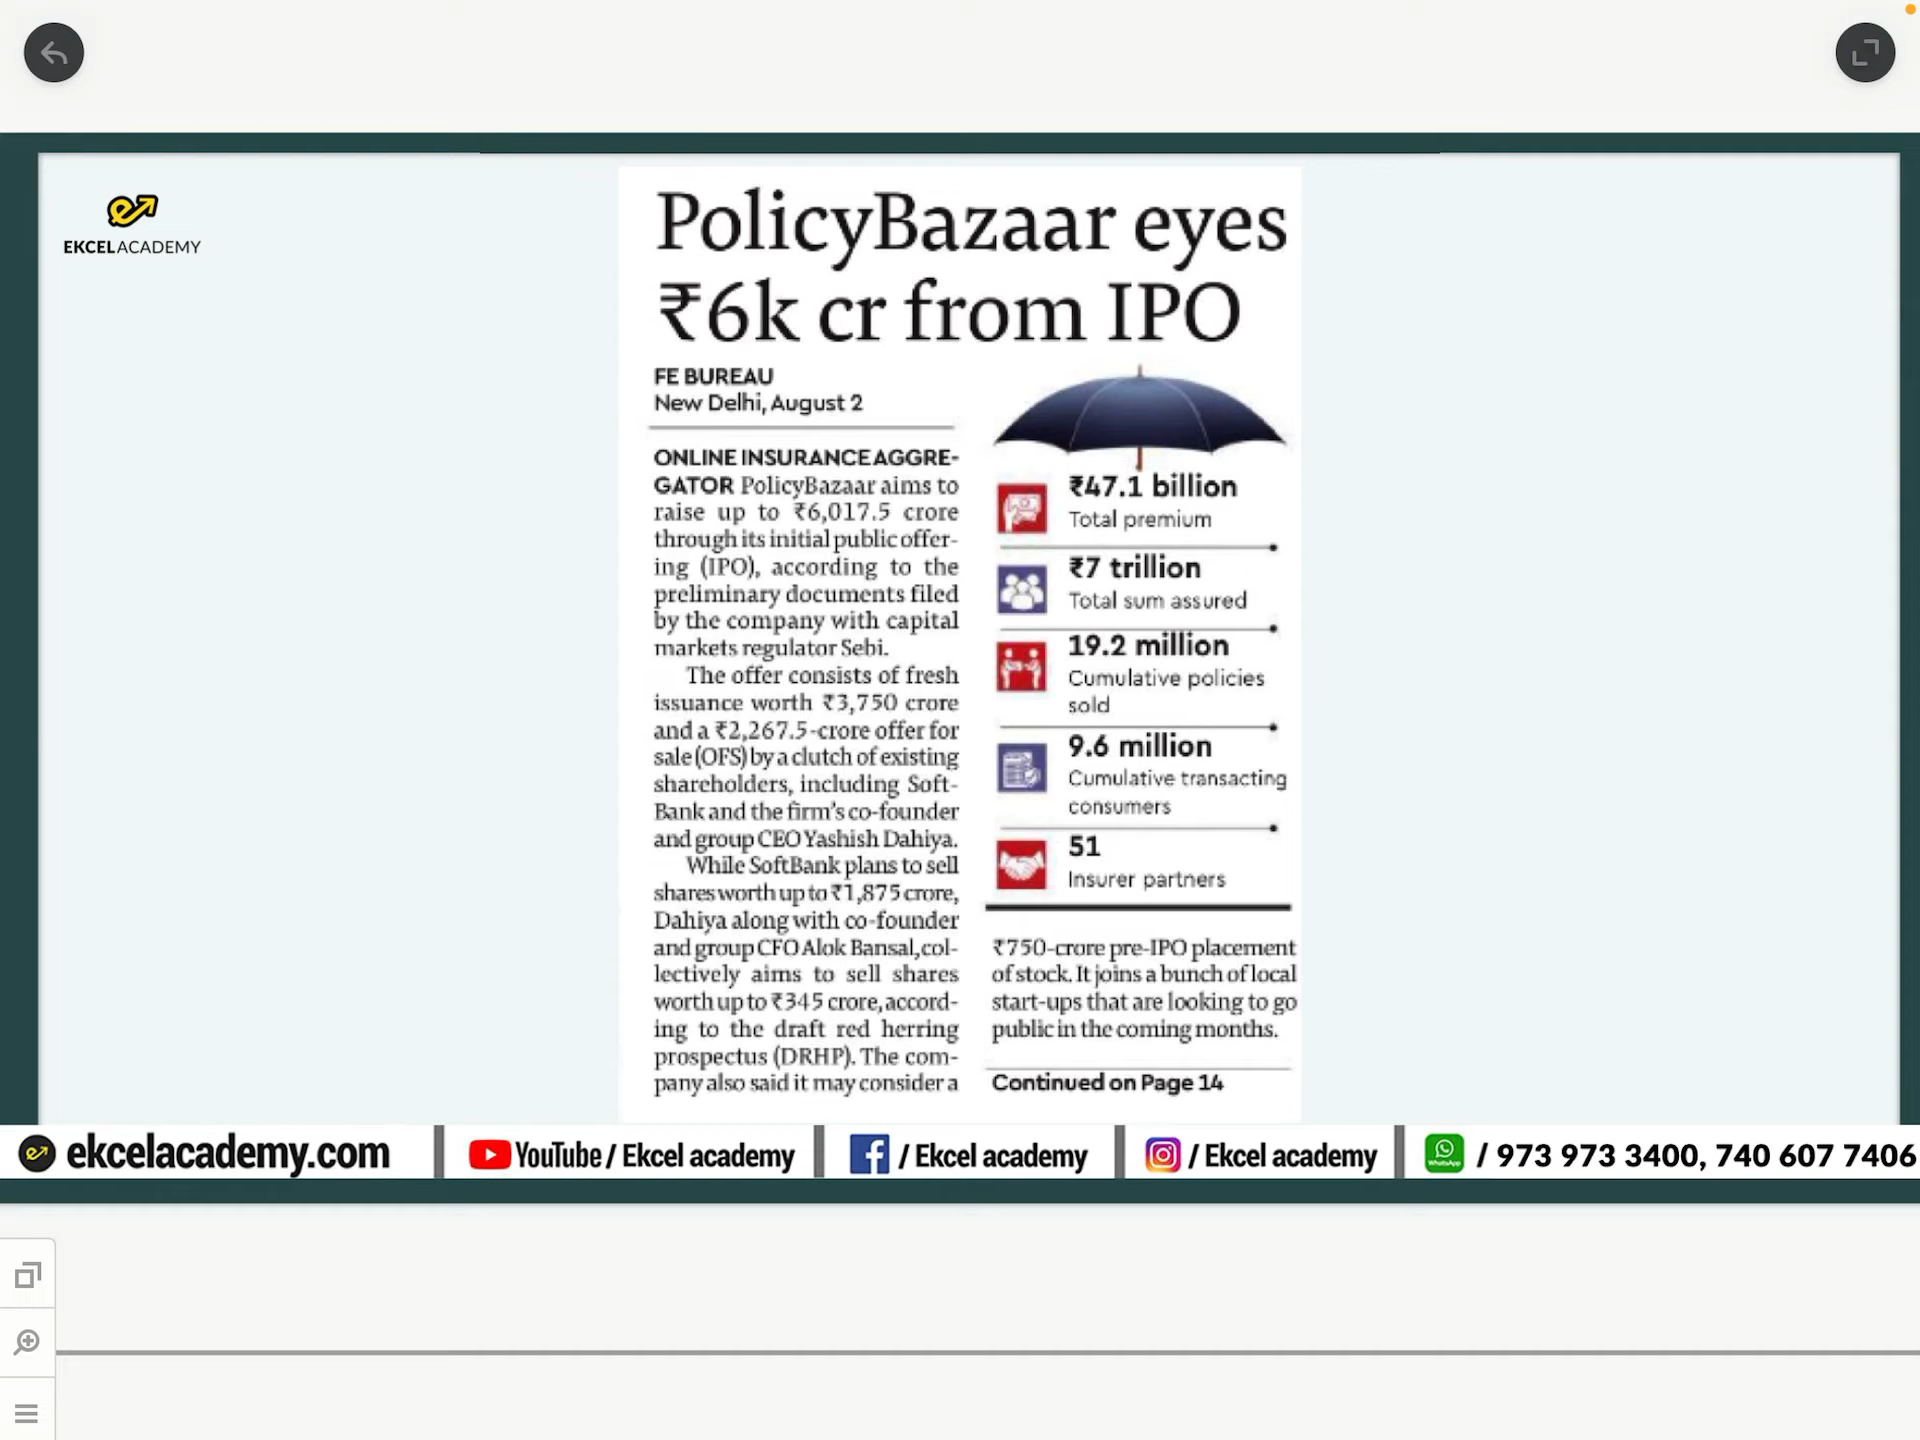 EKCELACADEMY
PolicyBazaar eyes
₹6k cr from IPO
FE BUREAU
New Delhi, August 2
ONLINE INSURANCE AGGRE-
GATOR PolicyBazaar aims to
raise up to ₹6,017.5 crore
through its initial public offer-
ing (IPO), according to the
preliminary documents filed
by the company with capital
markets regulator Sebi.
The offer consists of fresh
issuance worth ₹3,750 crore
and a ₹2,267.5-crore offer for
sale (OFS) by a clutch of existing
shareholders, including Soft-
Bank and the firm's co-founder
and group CEO Yashish Dahiya.
While SoftBank plans to sell
shares worth up to ₹1,875 crore,
Dahiya along with co-founder
and group CFO Alok Bansal, col-
lectively aims to sell shares
worth up to ₹345 crore, accord-
ing to the draft red herring
prospectus (DRHP). The com-
pany also said it may consider a
₹47.1 billion
Total premium
₹7 trillion
Total sum assured
19.2 million
Cumulative policies
sold
9.6 million
Cumulative transacting
consumers
51
Insurer partners
₹750-crore pre-IPO placement
of stock. It joins a bunch of local
start-ups that are looking to go
public in the coming months.
Continued on Page 14
ekcelacademy.com
YouTube / Ekcel academy
/ Ekcel academy
/ Ekcel academy
WhatsApp
/ 973 973 3400, 740 607 7406